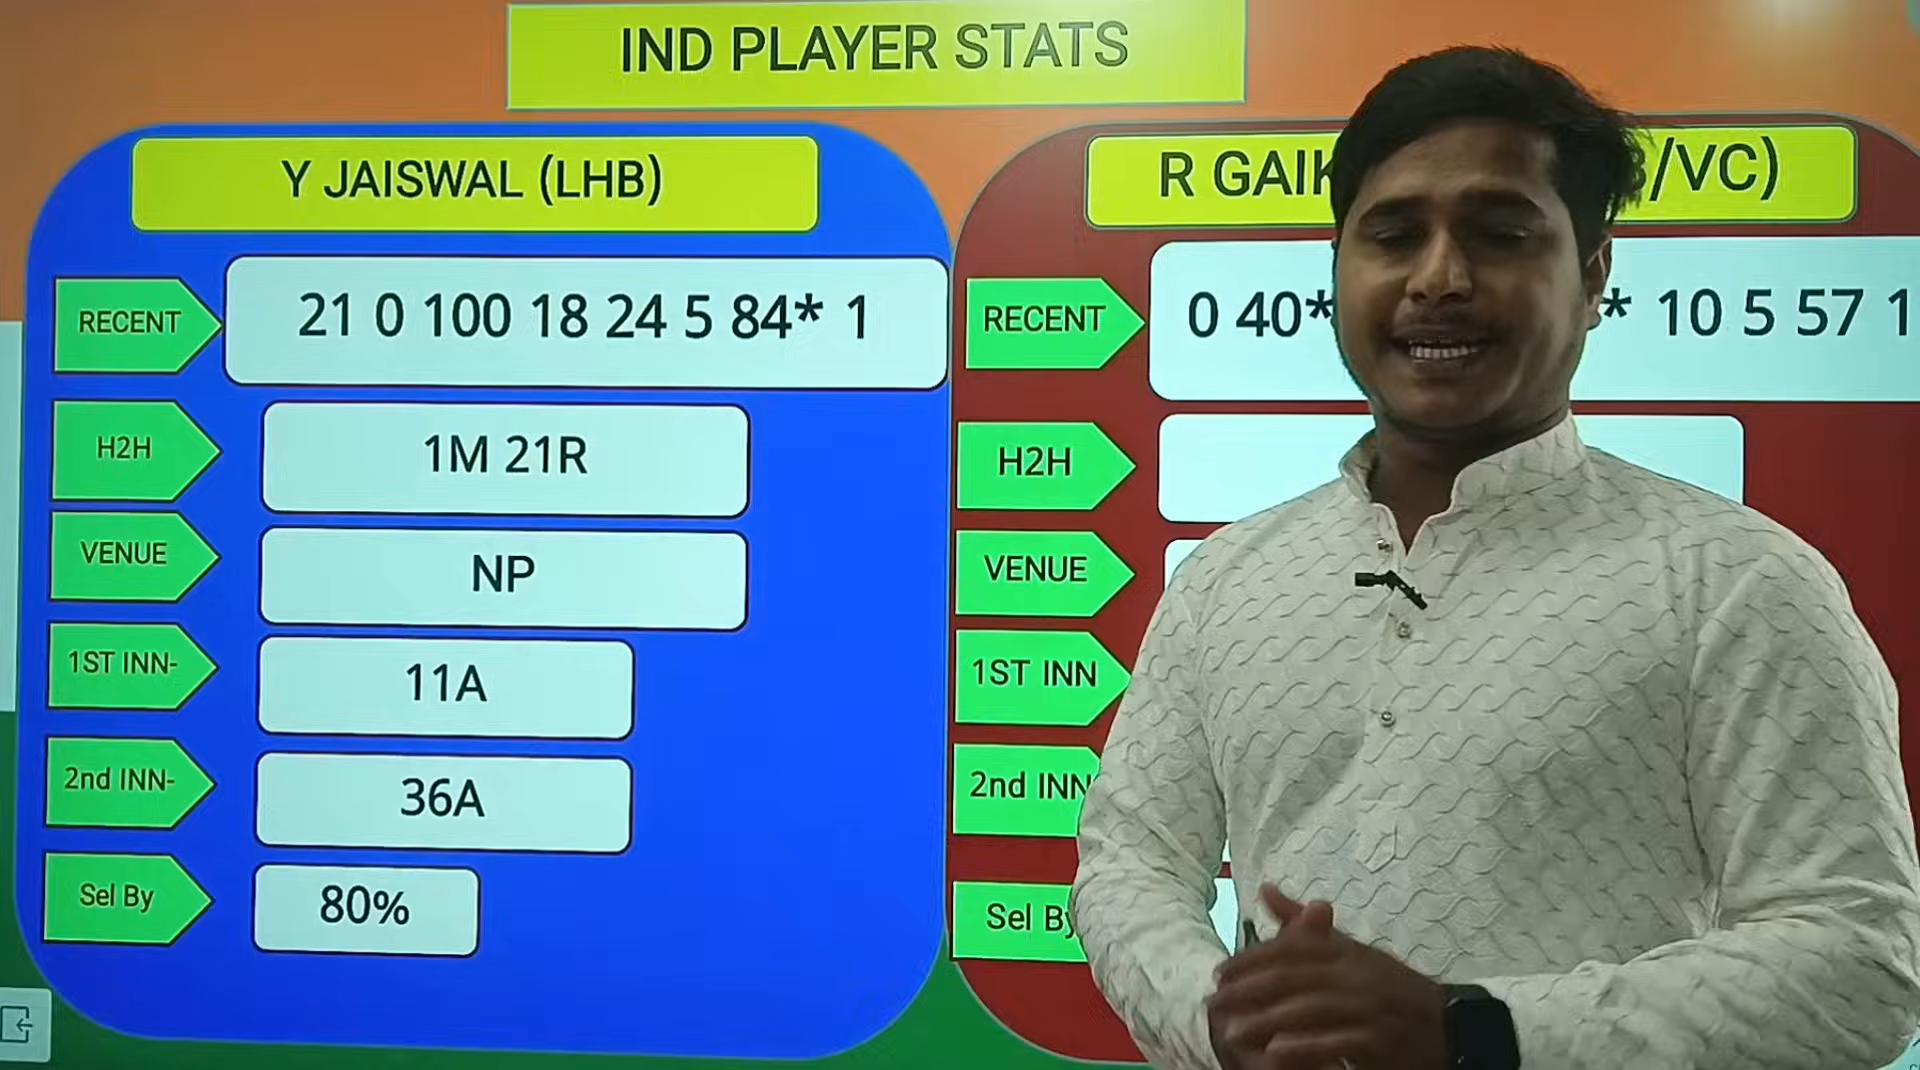 IND PLAYER STATS
Y JAISWAL (LHB)
RECENT
21 0 100 18 24 5 84* 1
H2H
1M 21R
VENUE
NP
1ST INN-
11A
2nd INN-
36A
Sel By
80%
R /VC)
RECENT
0 40* * 10 5 57 1
H2H
VENUE
1ST INN
2nd INN
Sel By